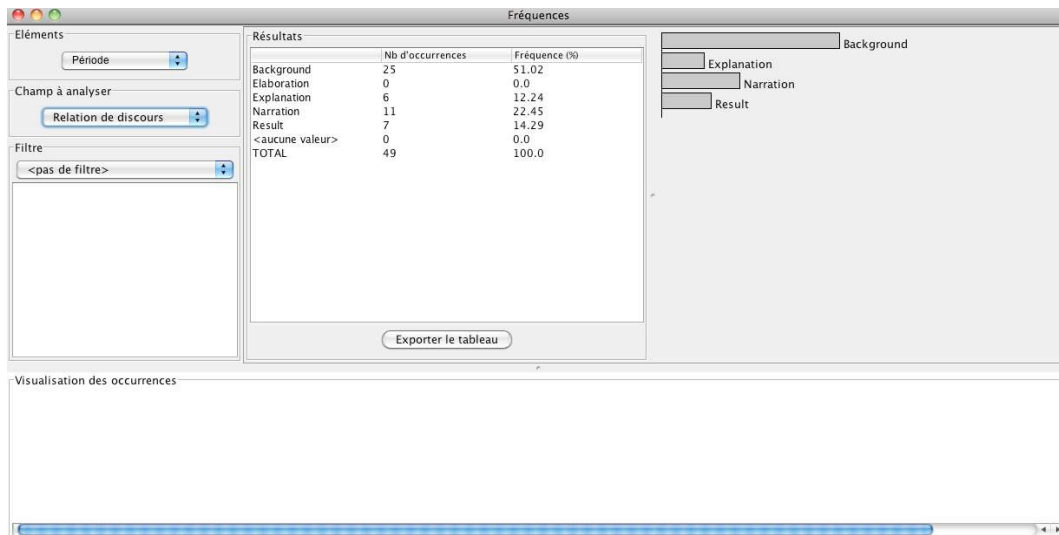 Fréquences
Eléments
Période
Champ à analyser
Relation de discours
Filtre
<pas de filtre>
Résultats
Nb d'occurrences Fréquence (%)
Background 25 51.02
Elaboration 0 0.0
Explanation 6 12.24
Narration 11 22.45
Result 7 14.29
<aucune valeur> 0 0.0
TOTAL 49 100.0
Exporter le tableau
Background
Explanation
Narration
Result
Visualisation des occurrences